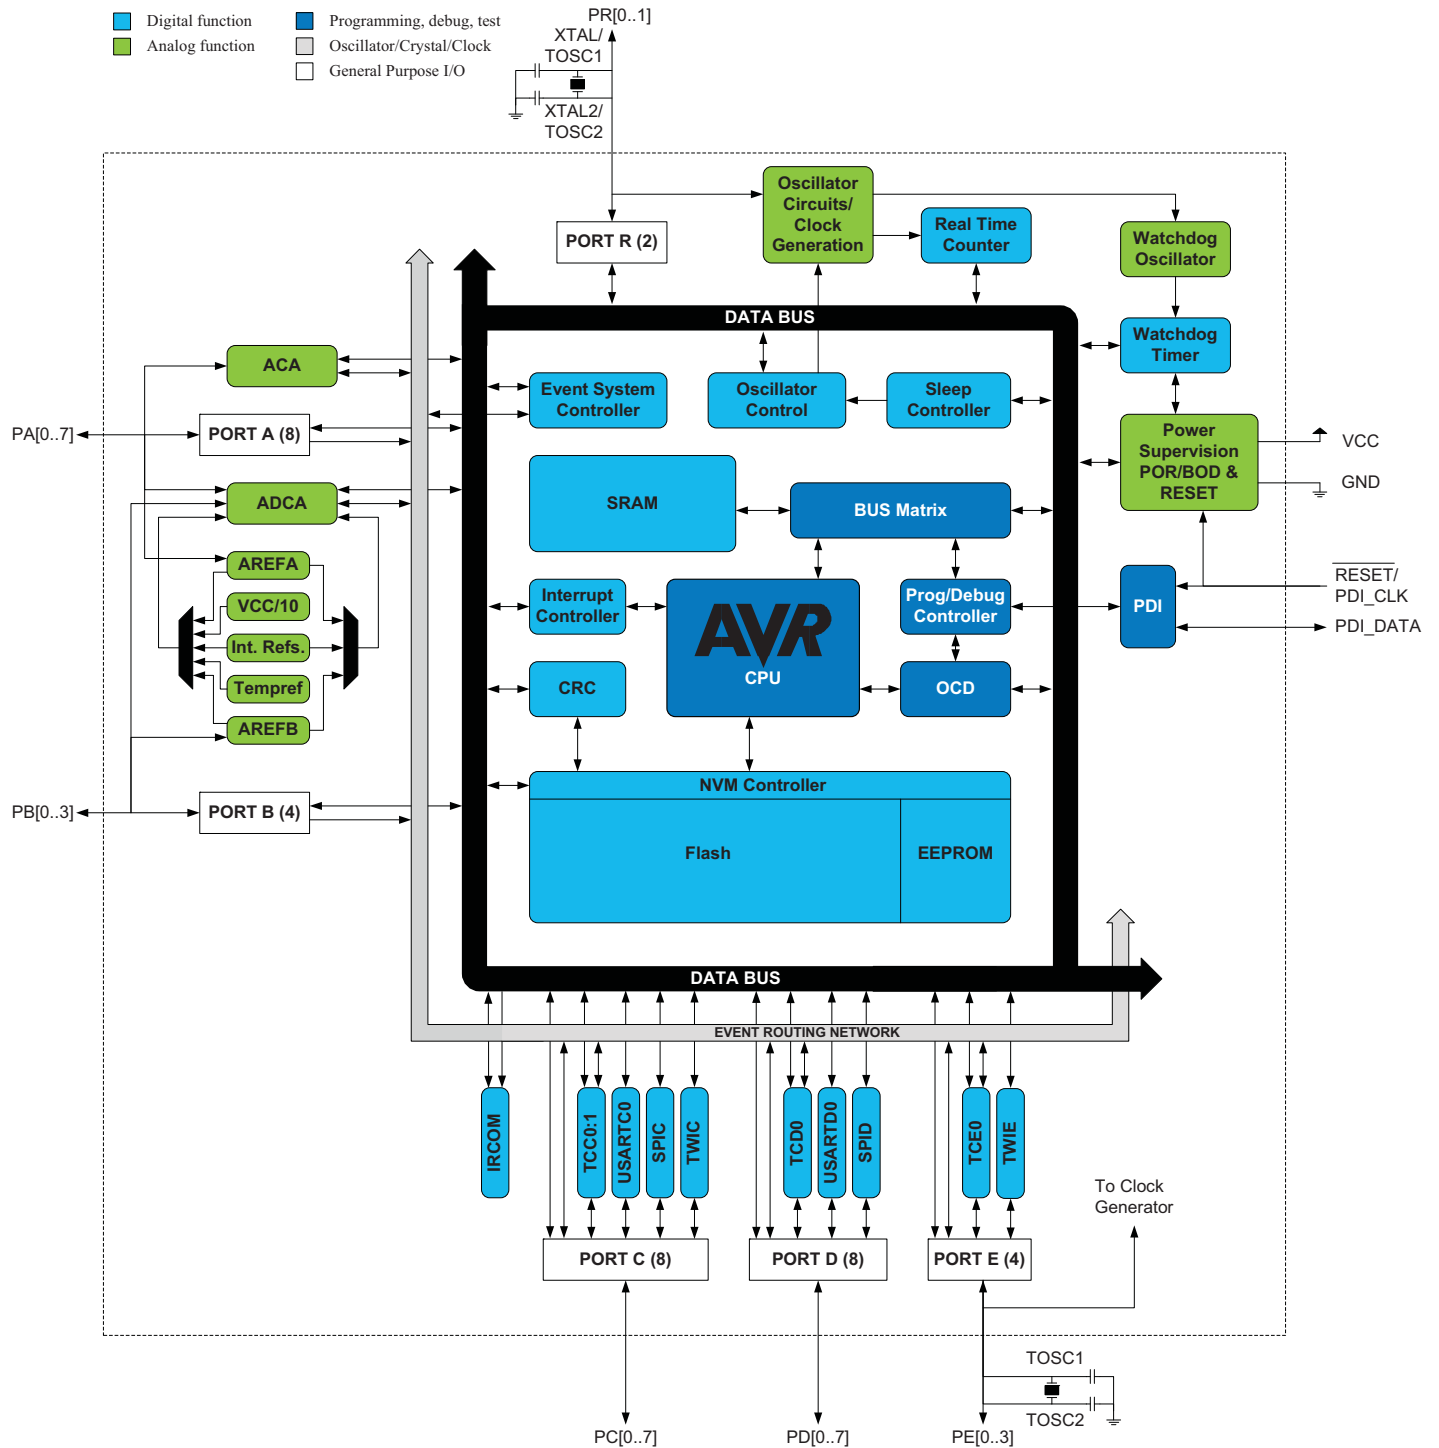 Digital function
Programming, debug, test
Analog function
Oscillator/Crystal/Clock
General Purpose I/O
PR[0..1]
XTAL/
TOSC1
XTAL2/
TOSC2
Oscillator
Circuits/
Clock
Generation
PORT R (2)
Real Time
Counter
Watchdog
Oscillator
DATA BUS
Watchdog
Timer
ACA
Event System
Controller
Oscillator
Control
Sleep
Controller
PA[0..7]
PORT A (8)
Power
Supervision
POR/BOD &
RESET
VCC
GND
ADCA
SRAM
BUS Matrix
AREFA
VCC/10
Int. Refs.
Tempref
AREFB
Interrupt
Controller
AVR
CPU
Prog/Debug
Controller
PDI
RESET/
PDI_CLK
PDI_DATA
CRC
OCD
NVM Controller
Flash
EEPROM
PB[0..3]
PORT B (4)
DATA BUS
EVENT ROUTING NETWORK
IRCOM
TCC0:1
USARTC0
SPIC
TWIC
TCD0
USARTD0
SPID
TCE0
TWIE
To Clock
Generator
PORT C (8)
PORT D (8)
PORT E (4)
TOSC1
TOSC2
PC[0..7]
PD[0..7]
PE[0..3]